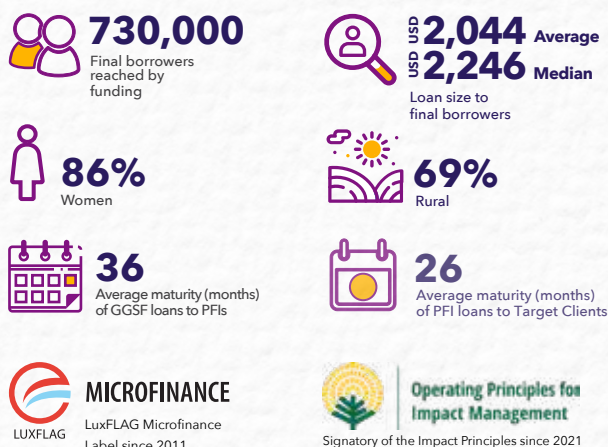 730,000
Final borrowers
reached by
funding
USD 2,044 Average
USD 2,246 Median
Loan size to
final borrowers
86%
Women
69%
Rural
36
Average maturity (months)
of GGSF loans to PFIs
26
Average maturity (months)
of PFI loans to Target Clients
LUXFLAG
MICROFINANCE
LuxFLAG Microfinance
Label since 2011
Operating Principles for
Impact Management
Signatory of the Impact Principles since 2021